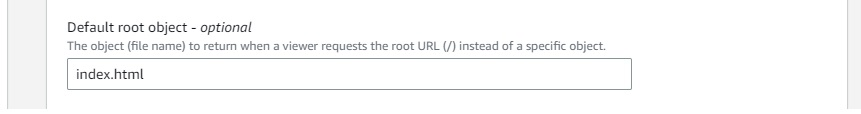 Default root object - optional
The object (file name) to return when a viewer requests the root URL (/) instead of a specific object.
index.html